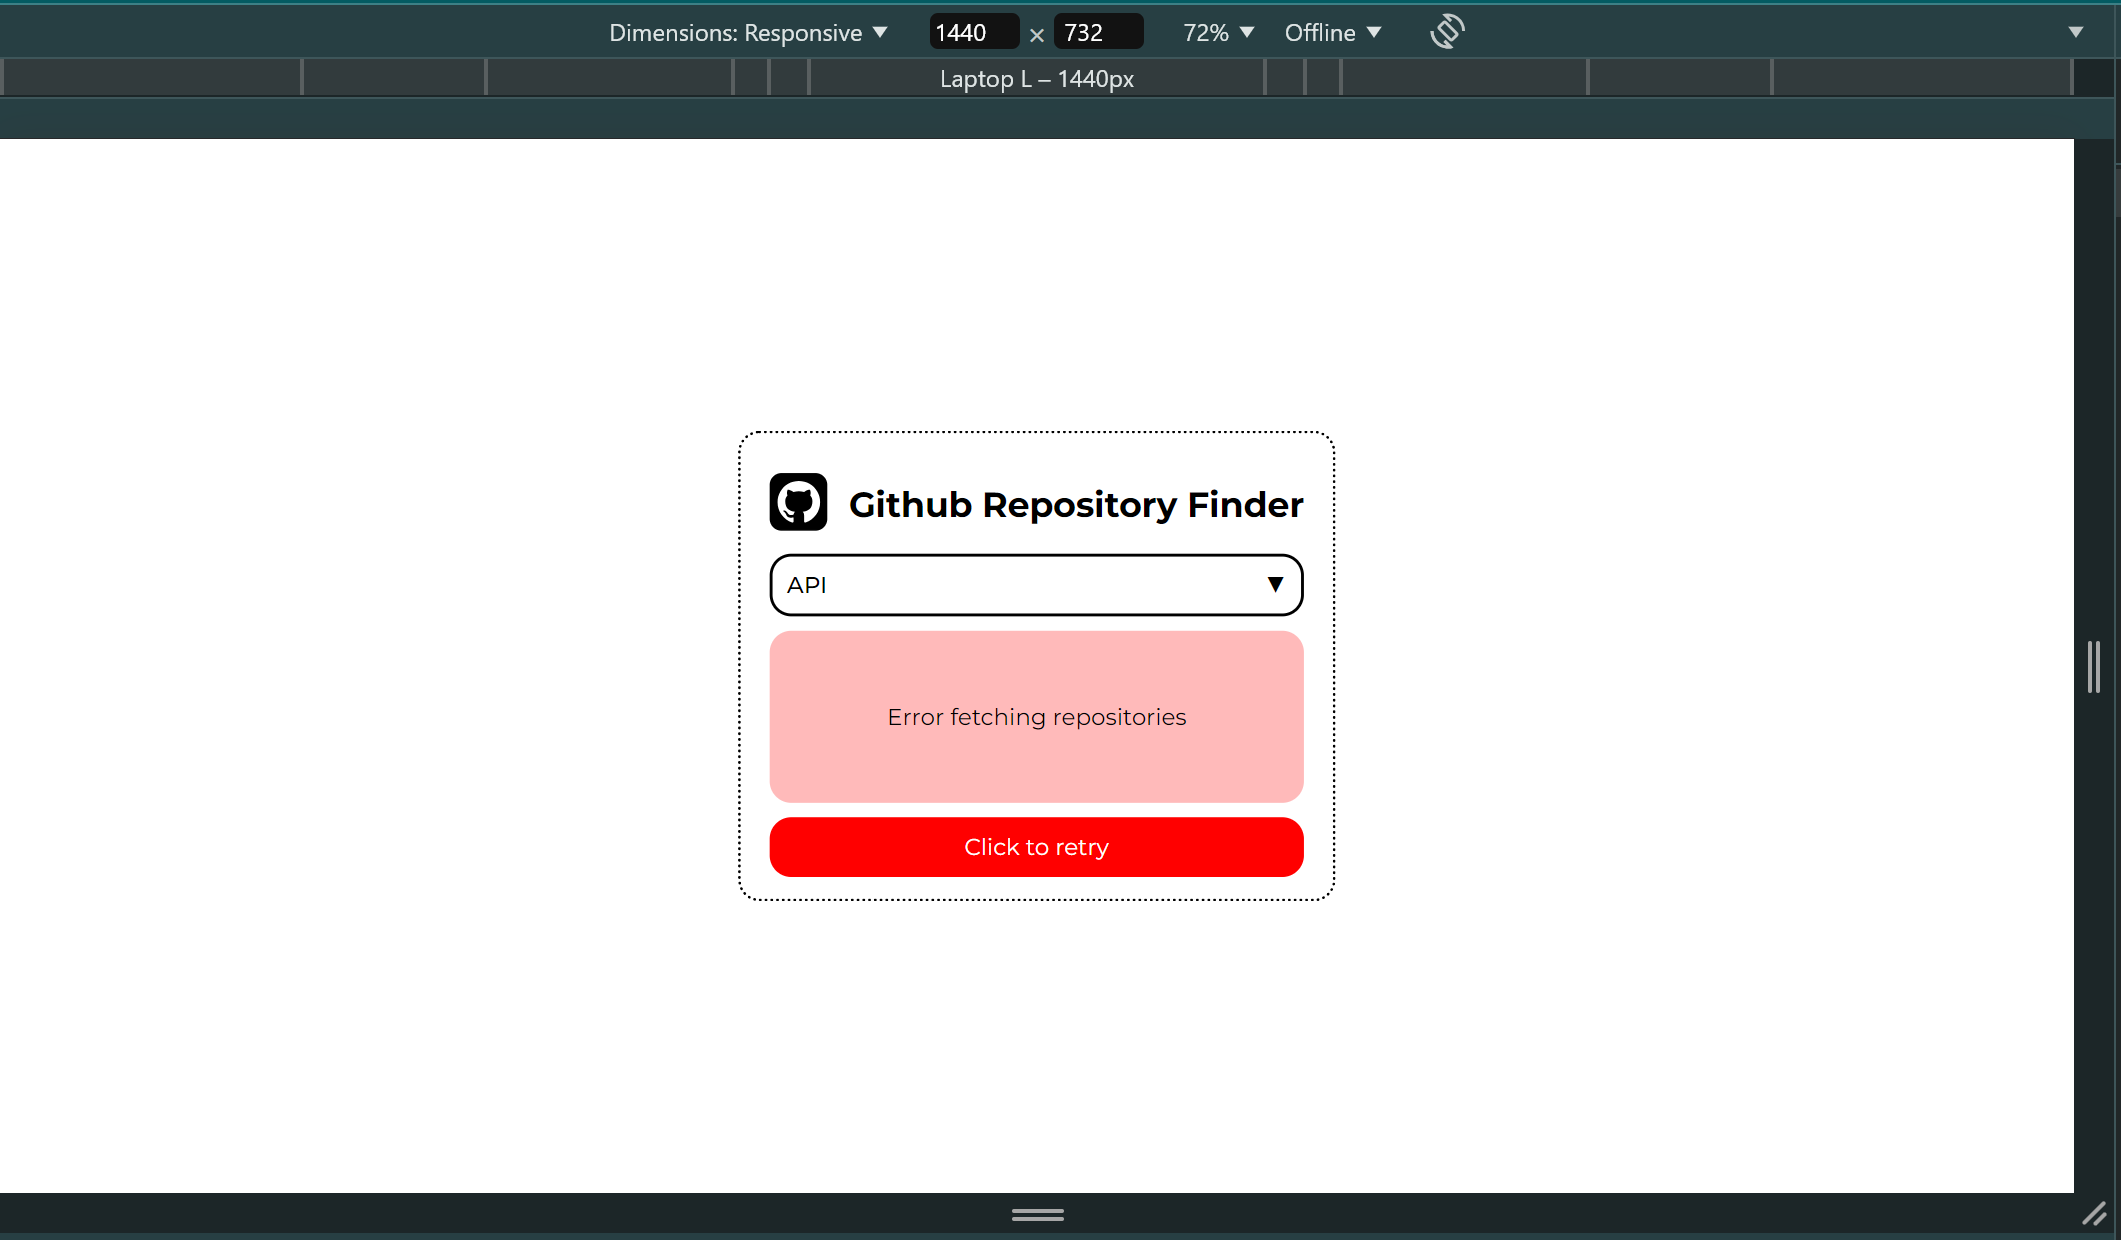 Dimensions: Responsive ▼ 1440 × 732 72% ▼ Offline ▼
Laptop L – 1440px
Github Repository Finder
API ▼
Error fetching repositories
Click to retry